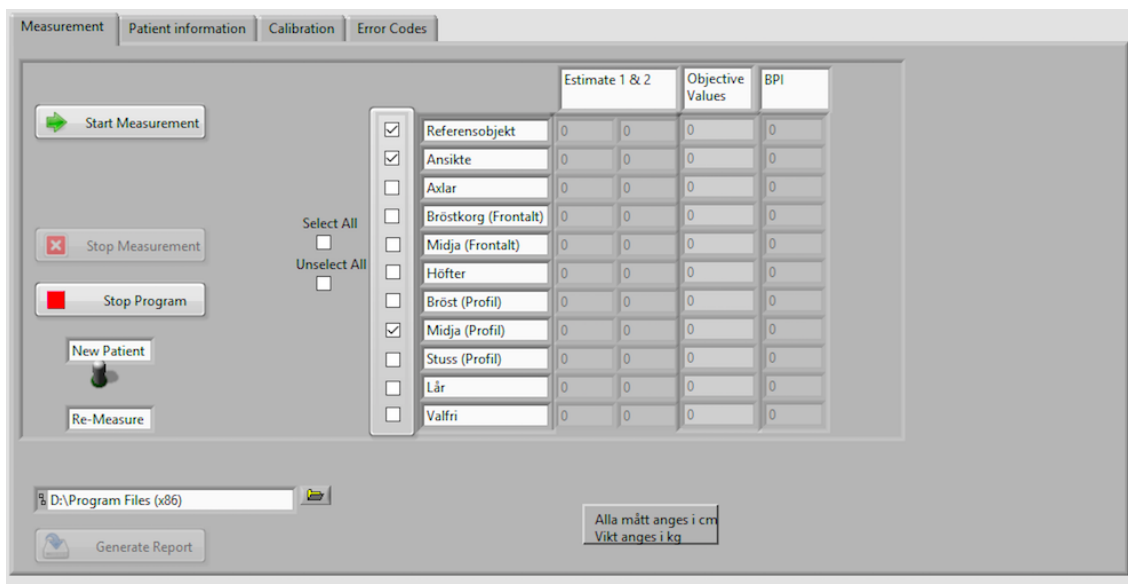 Measurement Patient information Calibration Error Codes
Estimate 1 & 2 Objective Values BPI
Start Measurement
Referensobjekt 0 0 0 0
Ansikte 0 0 0 0
Axlar 0 0 0 0
Select All
Bröstkorg (Frontalt) 0 0 0 0
Stop Measurement
Midja (Frontalt) 0 0 0 0
Unselect All
Höfter 0 0 0 0
Stop Program
Bröst (Profil) 0 0 0 0
Midja (Profil) 0 0 0 0
New Patient
Stuss (Profil) 0 0 0 0
Lår 0 0 0 0
Re-Measure
Valfri 0 0 0 0
D:\Program Files (x86)
Alla mått anges i cm
Vikt anges i kg
Generate Report